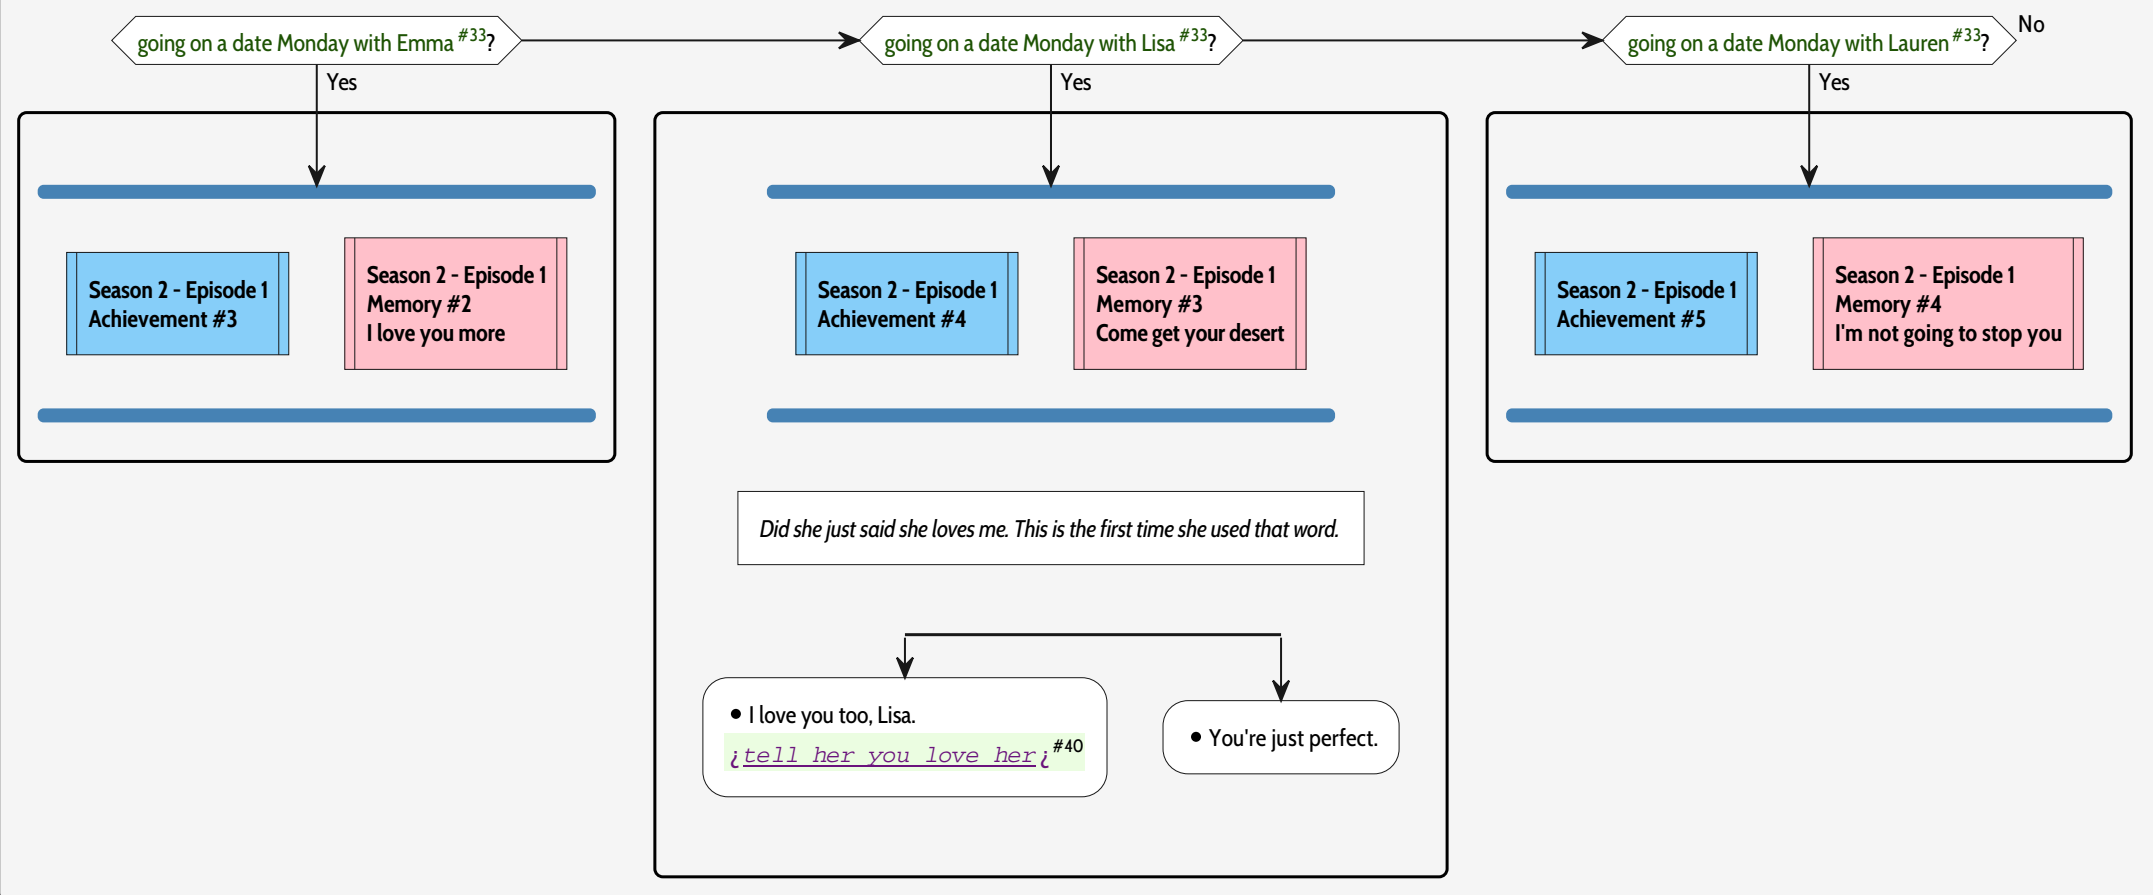 going on a date Monday with Emma #33?
going on a date Monday with Lisa #33?
going on a date Monday with Lauren #33?
No
Yes
Yes
Yes
Season 2 - Episode 1
Achievement #3
Season 2 - Episode 1
Memory #2
I love you more
Season 2 - Episode 1
Achievement #4
Season 2 - Episode 1
Memory #3
Come get your desert
Season 2 - Episode 1
Achievement #5
Season 2 - Episode 1
Memory #4
I'm not going to stop you
Did she just said she loves me. This is the first time she used that word.
• I love you too, Lisa.
¿tell her you love her¿ #40
• You're just perfect.